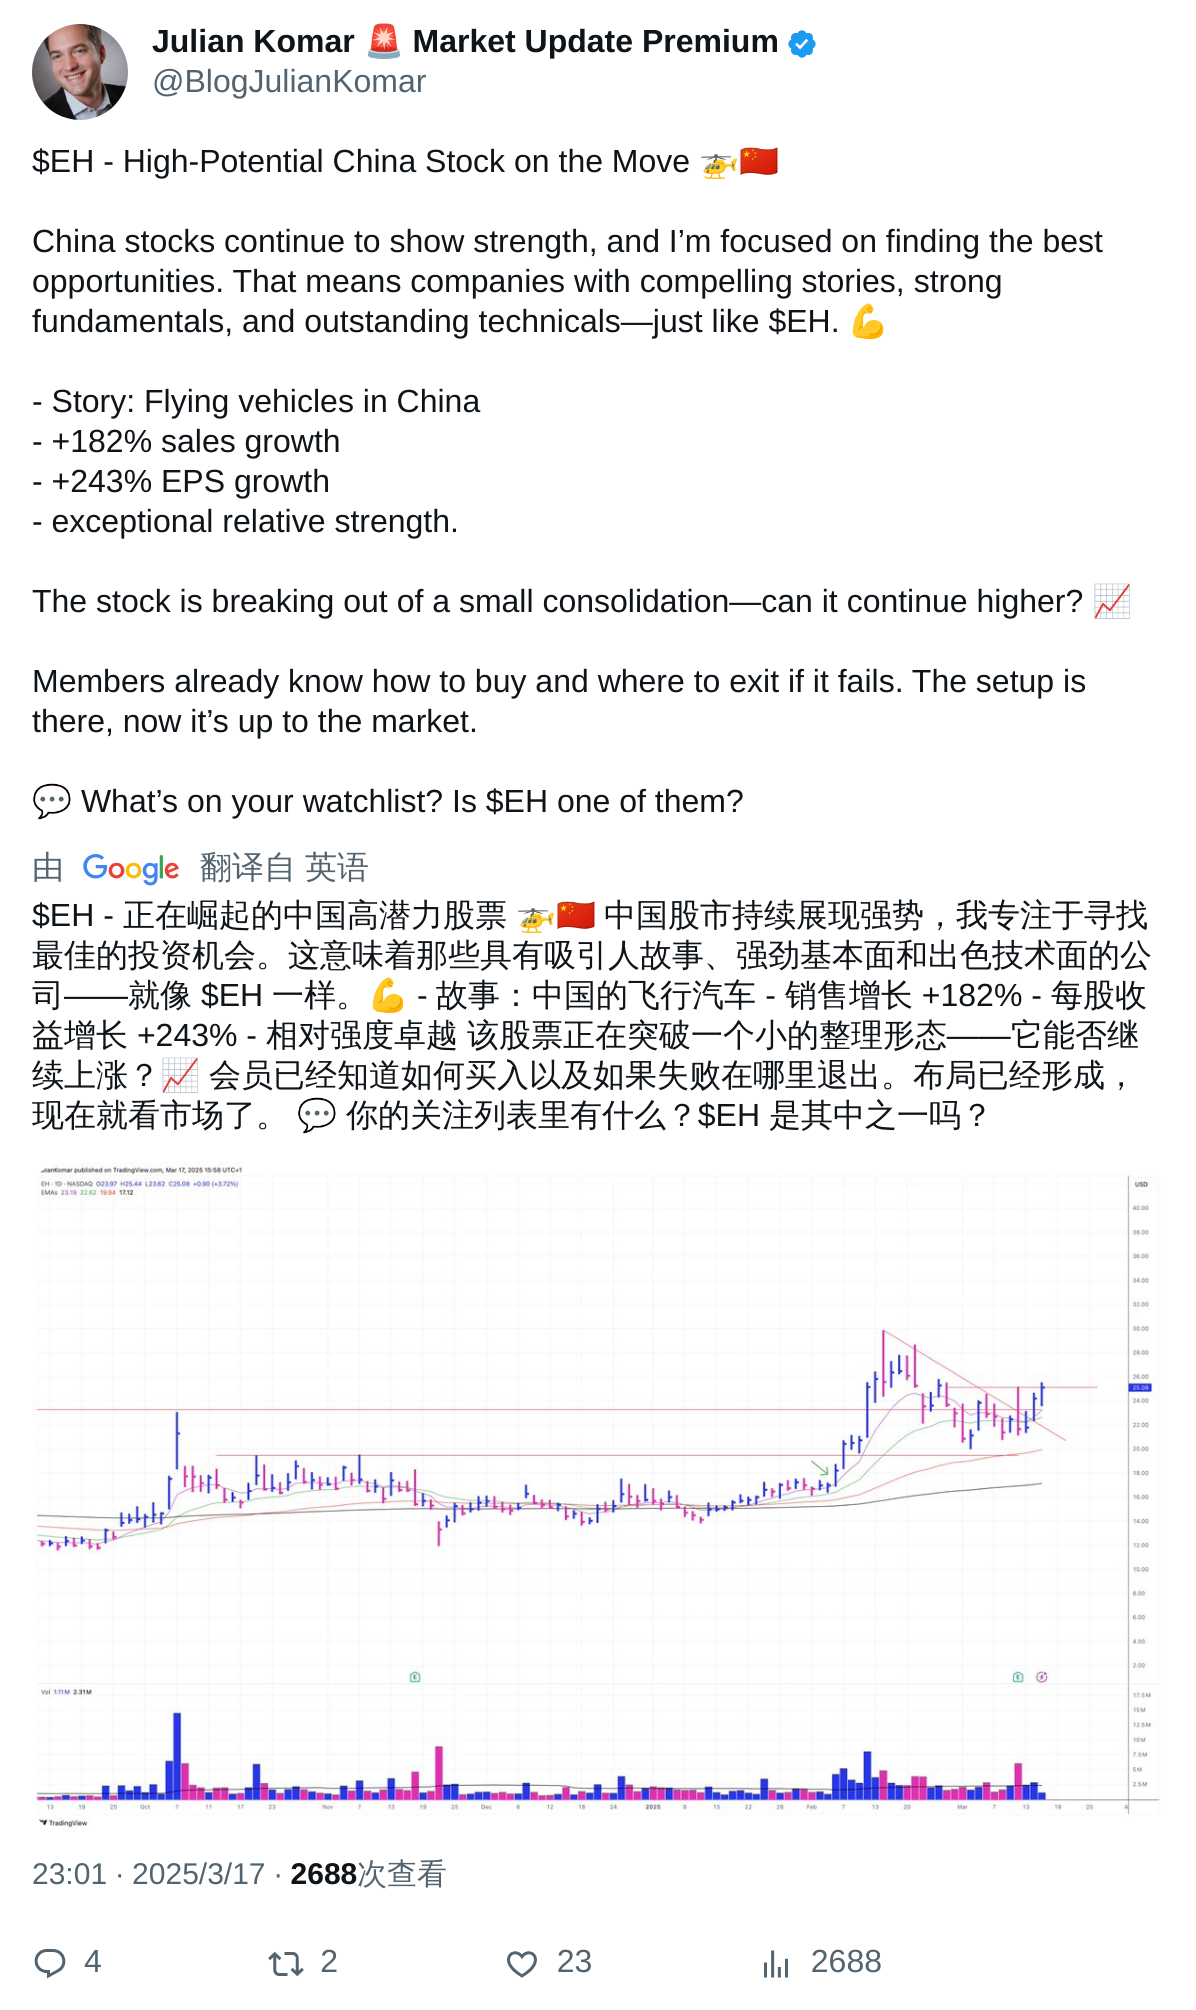 Julian Komar 🚨 Market Update Premium
@BlogJulianKomar
$EH - High-Potential China Stock on the Move 🚁🇨🇳
China stocks continue to show strength, and I’m focused on finding the best
opportunities. That means companies with compelling stories, strong
fundamentals, and outstanding technicals—just like $EH. 💪
- Story: Flying vehicles in China
- +182% sales growth
- +243% EPS growth
- exceptional relative strength.
The stock is breaking out of a small consolidation—can it continue higher? 📈
Members already know how to buy and where to exit if it fails. The setup is
there, now it’s up to the market.
💬 What’s on your watchlist? Is $EH one of them?
由 Google 翻译自 英语
$EH - 正在崛起的中国高潜力股票 🚁🇨🇳 中国股市持续展现强势，我专注于寻找
最佳的投资机会。这意味着那些具有吸引人故事、强劲基本面和出色技术面的公
司——就像 $EH 一样。💪 - 故事：中国的飞行汽车 - 销售增长 +182% - 每股收
益增长 +243% - 相对强度卓越 该股票正在突破一个小的整理形态——它能否继
续上涨？📈 会员已经知道如何买入以及如果失败在哪里退出。布局已经形成，
现在就看市场了。 💬 你的关注列表里有什么？$EH 是其中之一吗？
JulianKomar published on TradingView.com, Mar 17, 2025 15:58 UTC+1
EH · 1D · NASDAQ O23.97 H25.44 L23.62 C25.08 +0.90 (+3.72%)
EMAs 23.19 22.62 19.94 17.12
USD
40.00
38.00
36.00
34.00
32.00
30.00
28.00
26.00
25.08
24.00
22.00
20.00
18.00
16.00
14.00
12.00
10.00
8.00
6.00
4.00
2.00
E
E
Vol 1.11M 2.31M
17.5M
15M
12.5M
10M
7.5M
5M
2.5M
13 19 25 Oct 7 11 17 23 Nov 7 13 19 25 Dec 6 12 18 24 2025 8 15 22 28 Feb 7 13 20 Mar 7 13 19 25 A
TradingView
23:01 · 2025/3/17 · 2688次查看
4 2 23 2688